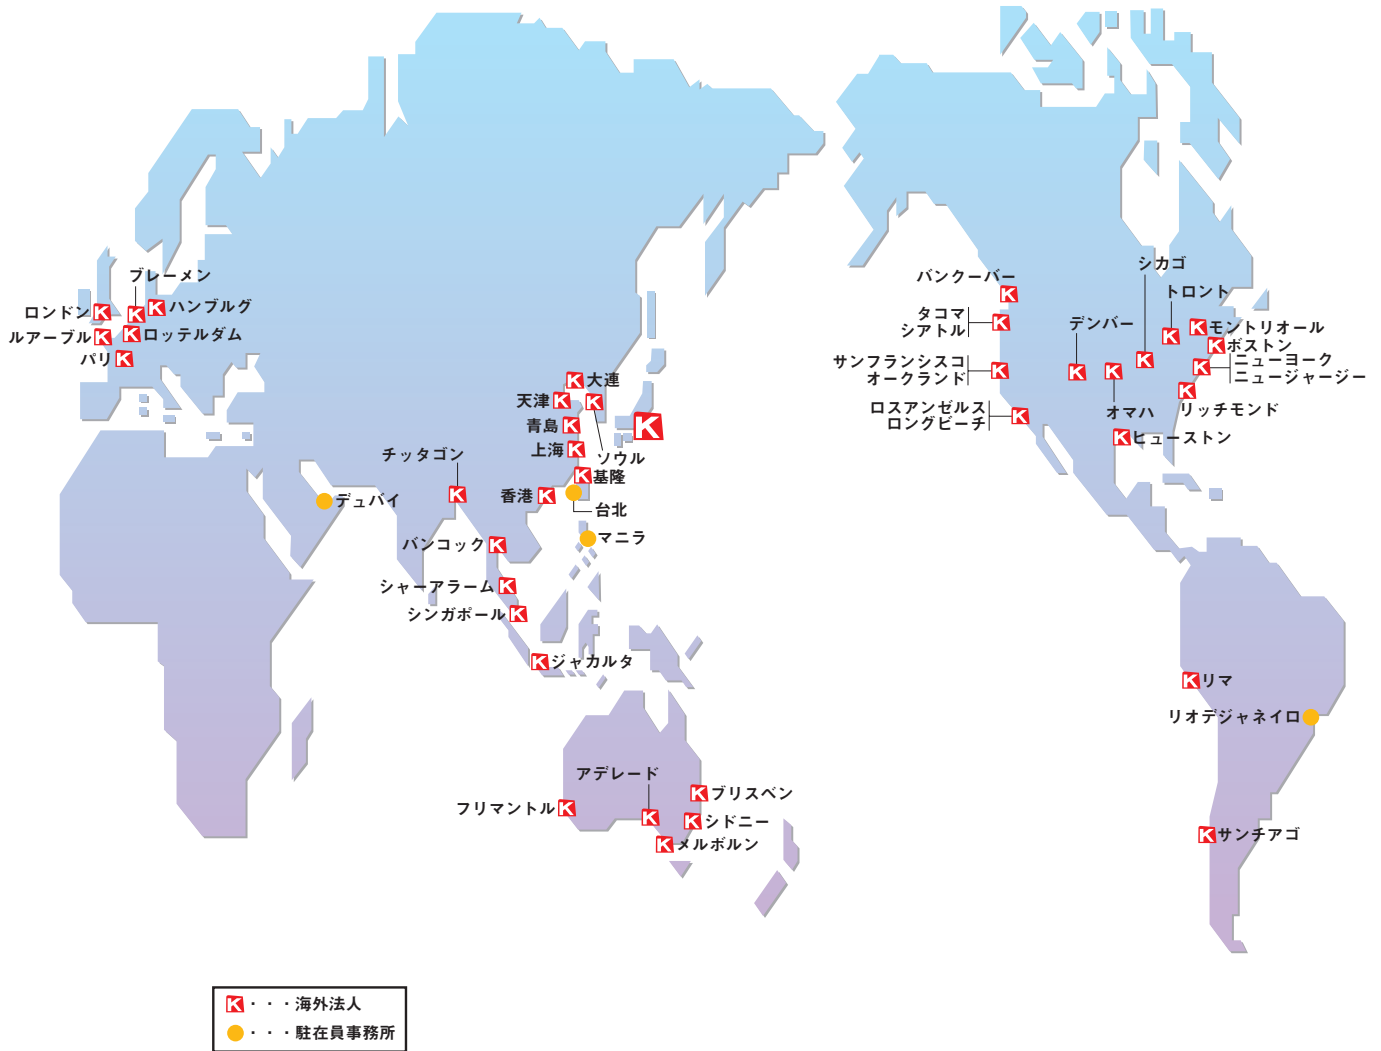 ブレーメン
ロンドン
ハンブルグ
ルアーブル
ロッテルダム
パリ
大連
天津
青島
上海
ソウル
チッタゴン
基隆
香港
台北
デュバイ
マニラ
バンコック
シャーアラーム
シンガポール
ジャカルタ
アデレード
フリマントル
ブリスベン
シドニー
メルボルン
バンクーバー
タコマ
シアトル
サンフランシスコ
オークランド
ロスアンゼルス
ロングビーチ
デンバー
シカゴ
トロント
モントリオール
ボストン
ニューヨーク
ニュージャージー
オマハ
リッチモンド
ヒューストン
リマ
リオデジャネイロ
サンチアゴ
K・・・海外法人
・・・駐在員事務所